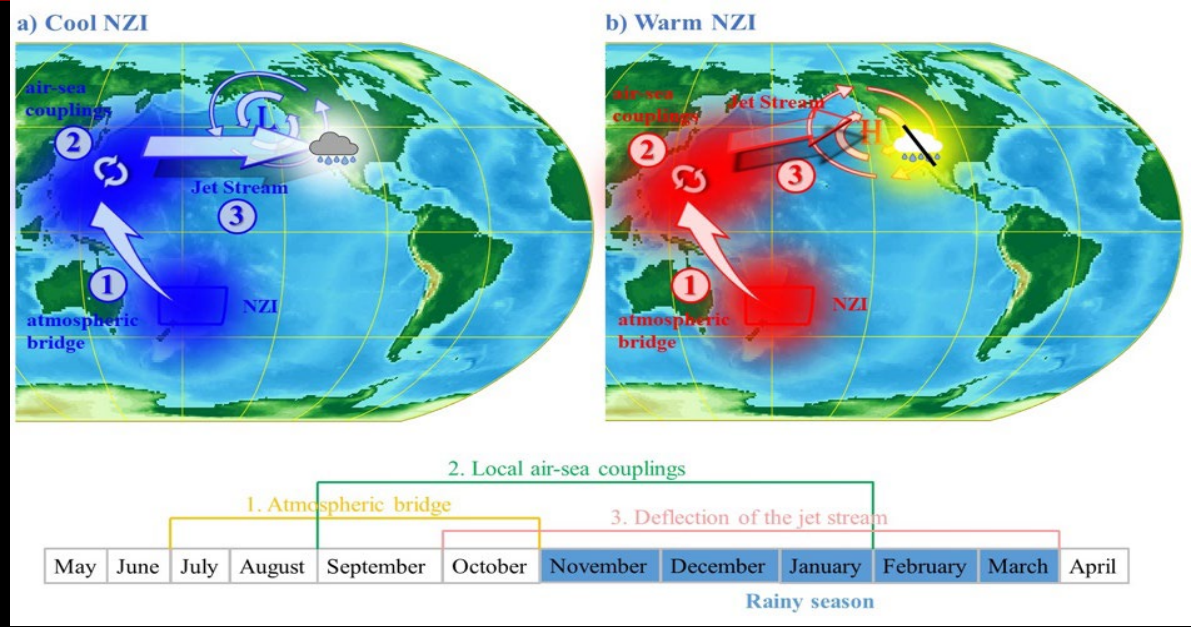 a) Cool NZI
air-sea
couplings
2
L
Jet Stream
3
1
NZI
atmospheric
bridge
b) Warm NZI
air-sea
couplings
Jet Stream
2
H
3
1
NZI
atmospheric
bridge
2. Local air-sea couplings
1. Atmospheric bridge
3. Deflection of the jet stream
May June July August September October November December January February March April
Rainy season